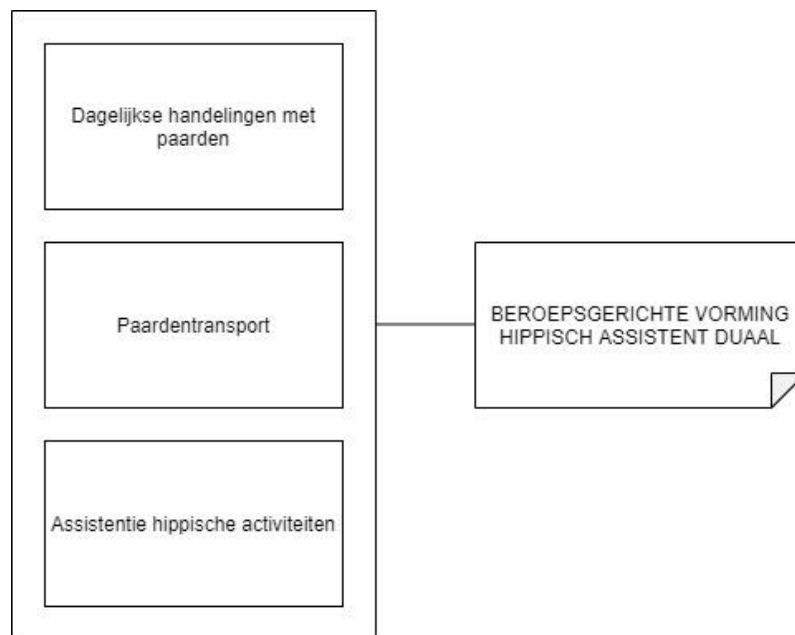 Dagelijkse handelingen met
paarden
Paardentransport
Assistentie hippische activiteiten
BEROEPSGERICHTE VORMING
HIPPISCH ASSISTENT DUAAL